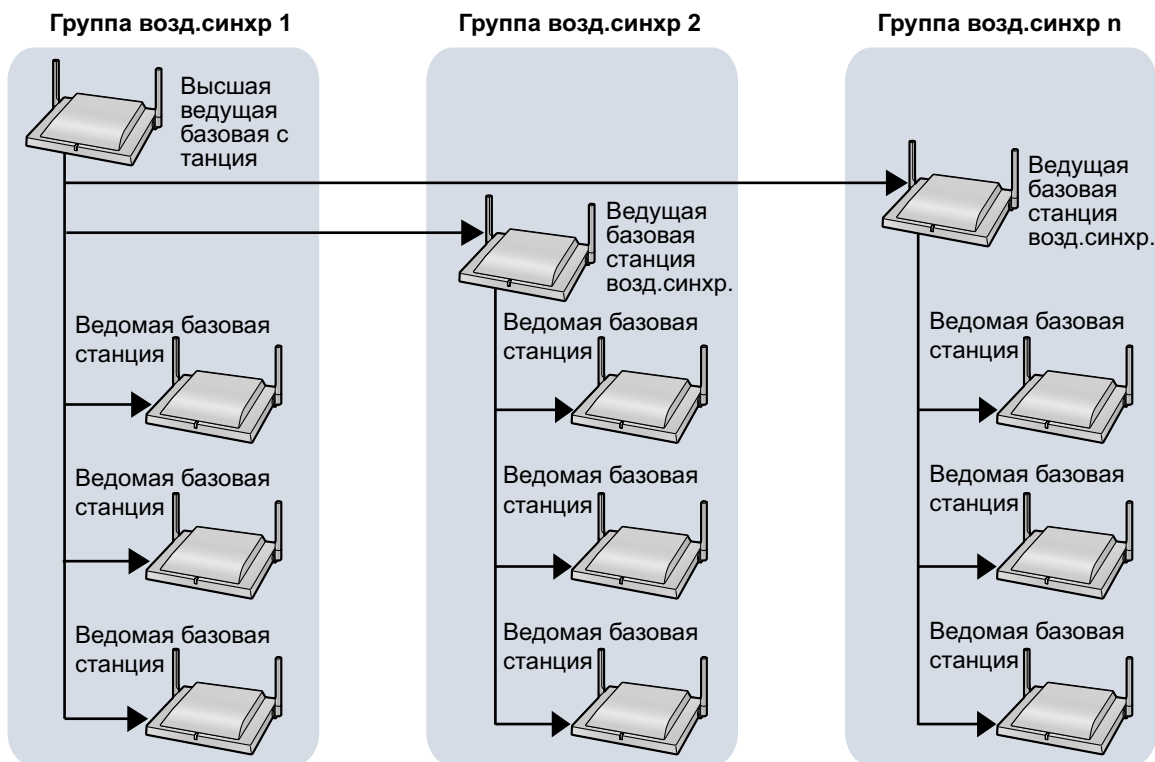 Группа возд.синхр 1
Группа возд.синхр 2
Группа возд.синхр n
Высшая
ведущая
базовая с
танция
Ведущая
базовая
станция
возд.синхр.
Ведущая
базовая
станция
возд.синхр.
Ведомая базовая
станция
Ведомая базовая
станция
Ведомая базовая
станция
Ведомая базовая
станция
Ведомая базовая
станция
Ведомая базовая
станция
Ведомая базовая
станция
Ведомая базовая
станция
Ведомая базовая
станция